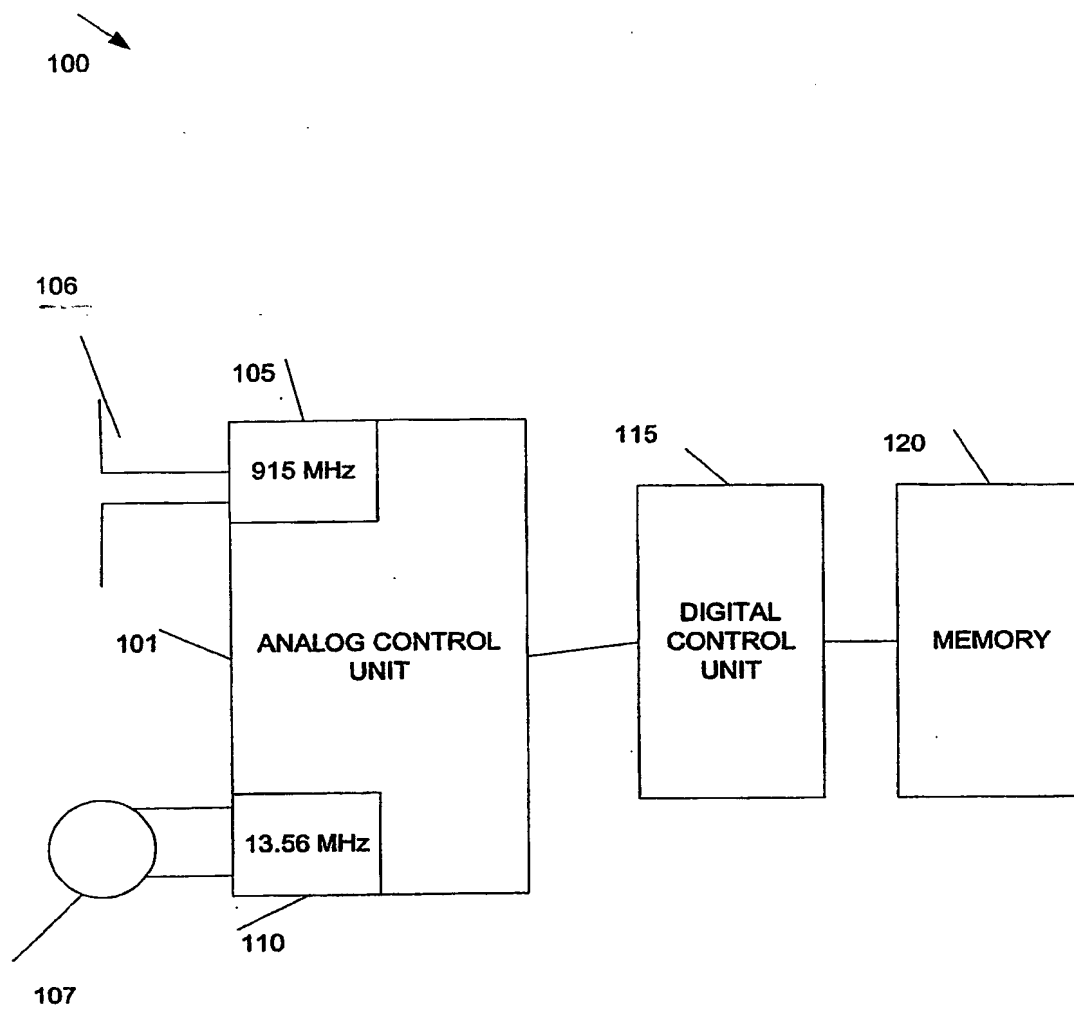 100
106
105
915 MHz
115
120
101
ANALOG CONTROL
UNIT
DIGITAL
CONTROL
UNIT
MEMORY
13.56 MHz
110
107